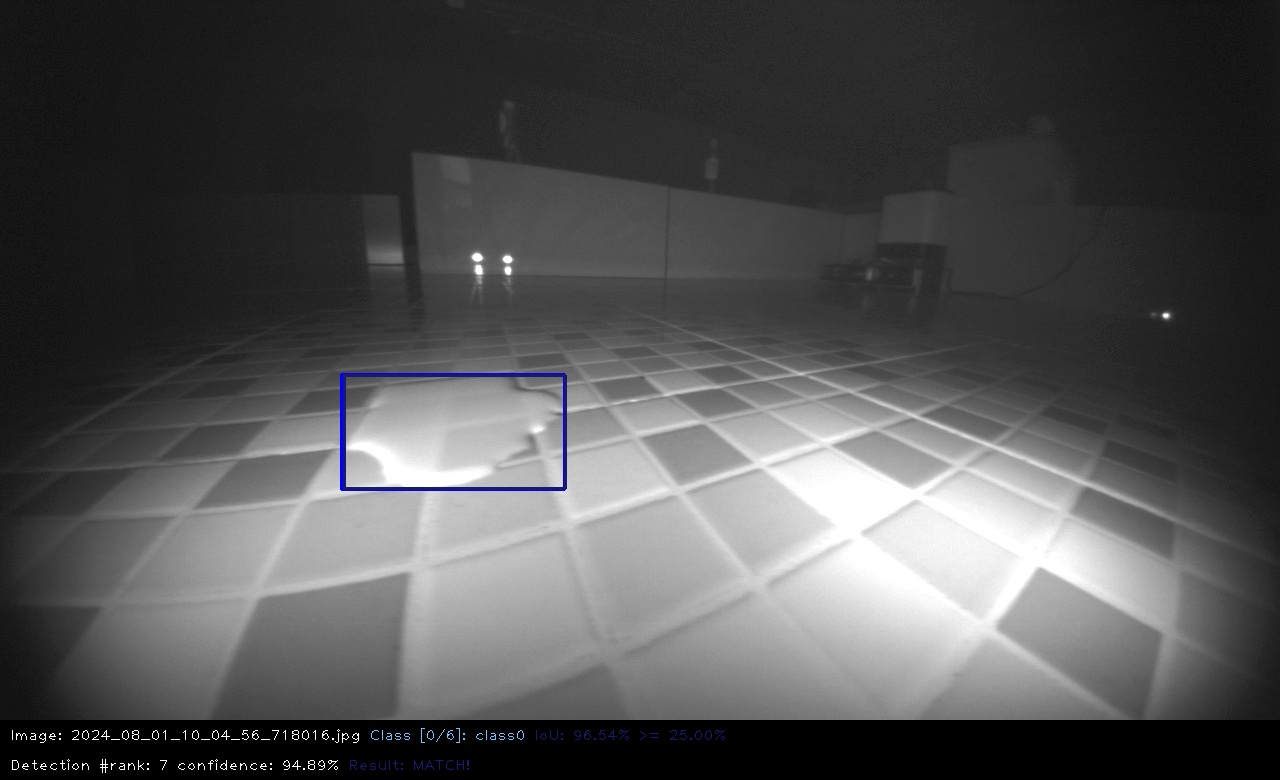 Image: 2024_08_01_10_04_56_718016.jpg Class [0/6]: class0 IoU: 96.54% >= 25.00%
Detection #rank: 7 confidence: 94.89% Result: MATCH!